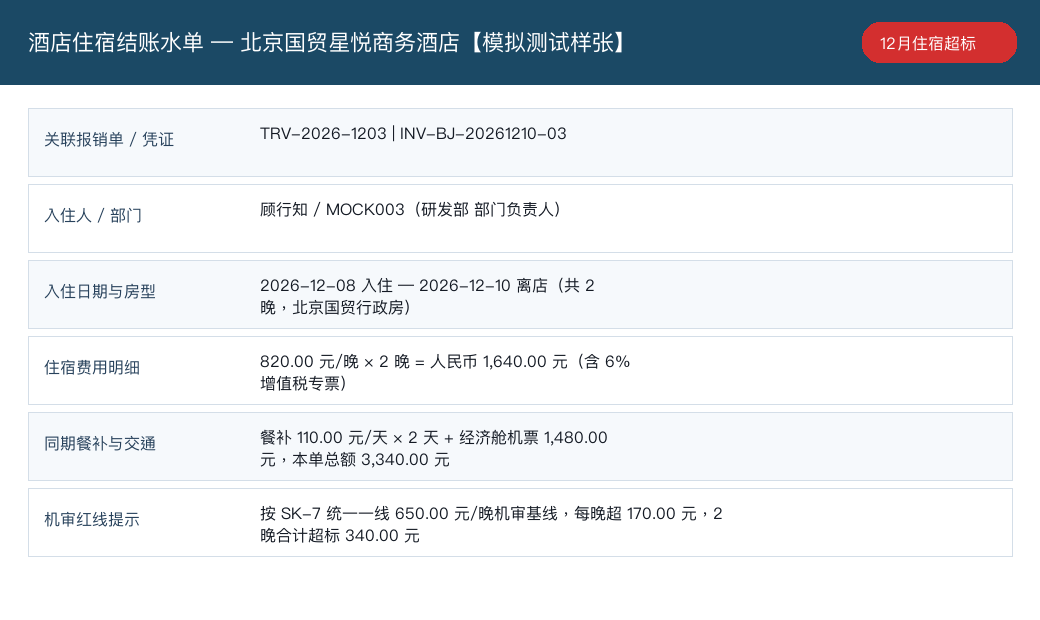 酒店住宿结账水单 — 北京国贸星悦商务酒店【模拟测试样张】
12月住宿超标
关联报销单 / 凭证
TRV-2026-1203 | INV-BJ-20261210-03
入住人 / 部门
顾行知 / MOCK003（研发部 部门负责人）
入住日期与房型
2026-12-08 入住 — 2026-12-10 离店（共 2
晚，北京国贸行政房）
住宿费用明细
820.00 元/晚 × 2 晚 = 人民币 1,640.00 元（含 6%
增值税专票）
同期餐补与交通
餐补 110.00 元/天 × 2 天 + 经济舱机票 1,480.00
元，本单总额 3,340.00 元
机审红线提示
按 SK-7 统一一线 650.00 元/晚机审基线，每晚超 170.00 元，2
晚合计超标 340.00 元